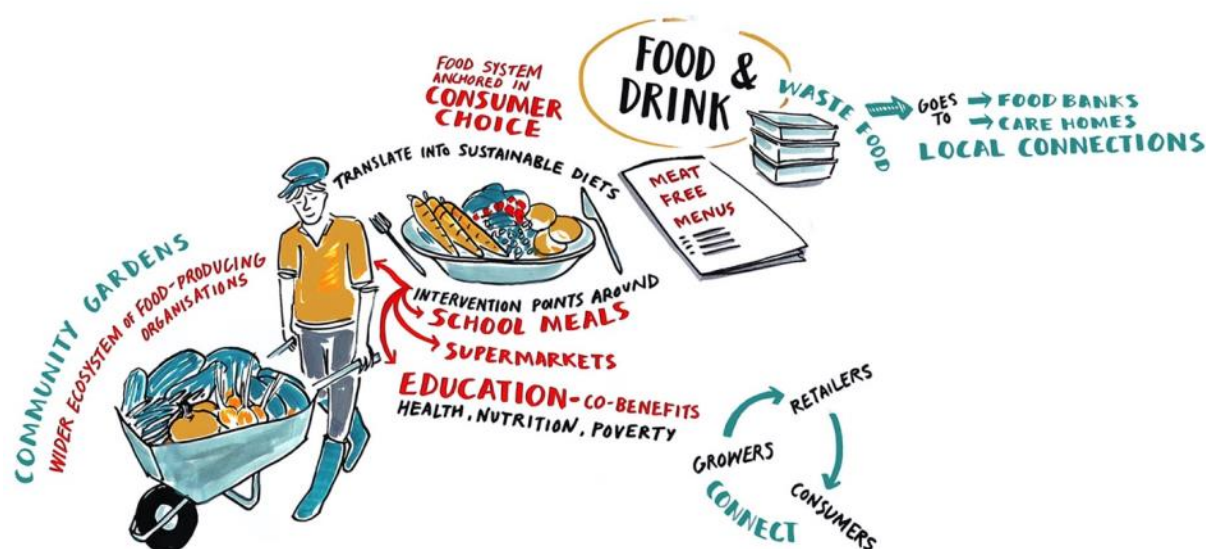 FOOD &
DRINK
FOOD SYSTEM
ANCHORED IN
CONSUMER
CHOICE
WASTE FOOD
GOES
TO
FOOD BANKS
CARE HOMES
LOCAL CONNECTIONS
TRANSLATE INTO SUSTAINABLE DIETS
MEAT
FREE
MENUS
COMMUNITY GARDENS
WIDER ECOSYSTEM OF FOOD-PRODUCING
ORGANISATIONS
INTERVENTION POINTS AROUND
SCHOOL MEALS
SUPERMARKETS
EDUCATION - CO-BENEFITS
HEALTH, NUTRITION, POVERTY
RETAILERS
GROWERS
CONSUMERS
CONNECT